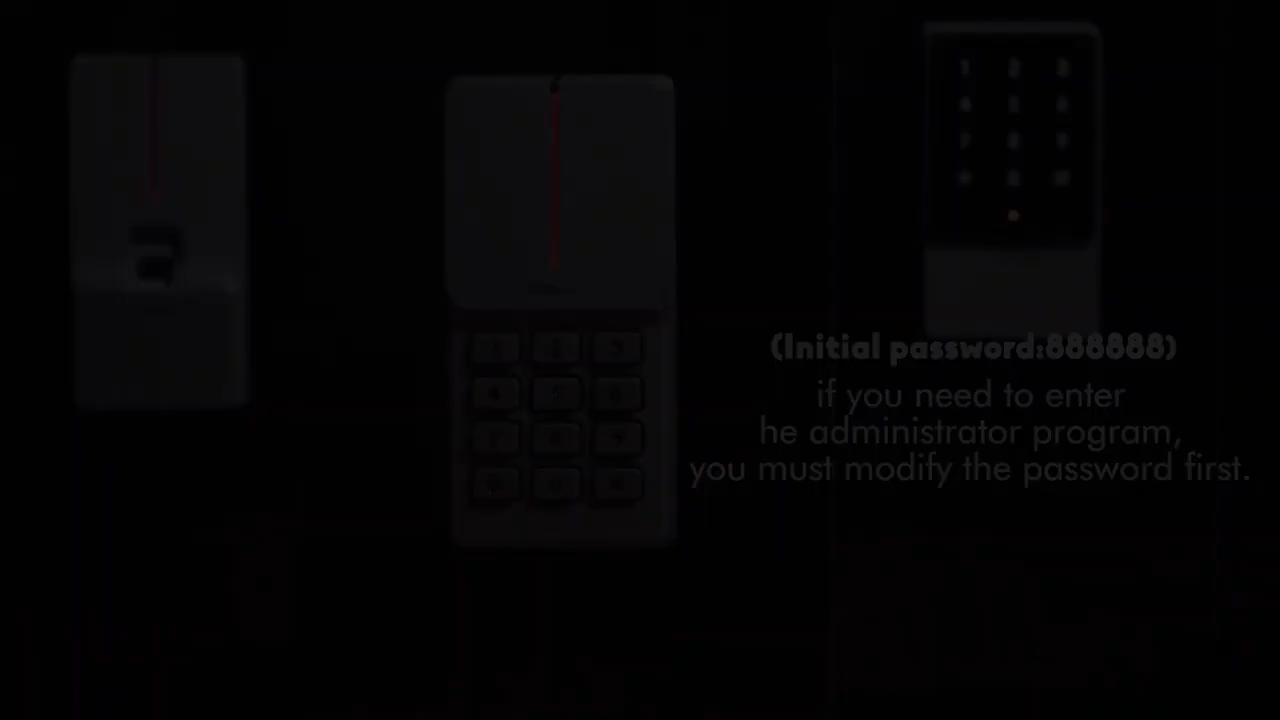 (Initial password:888888)
if you need to enter
he administrator program,
you must modify the password first.